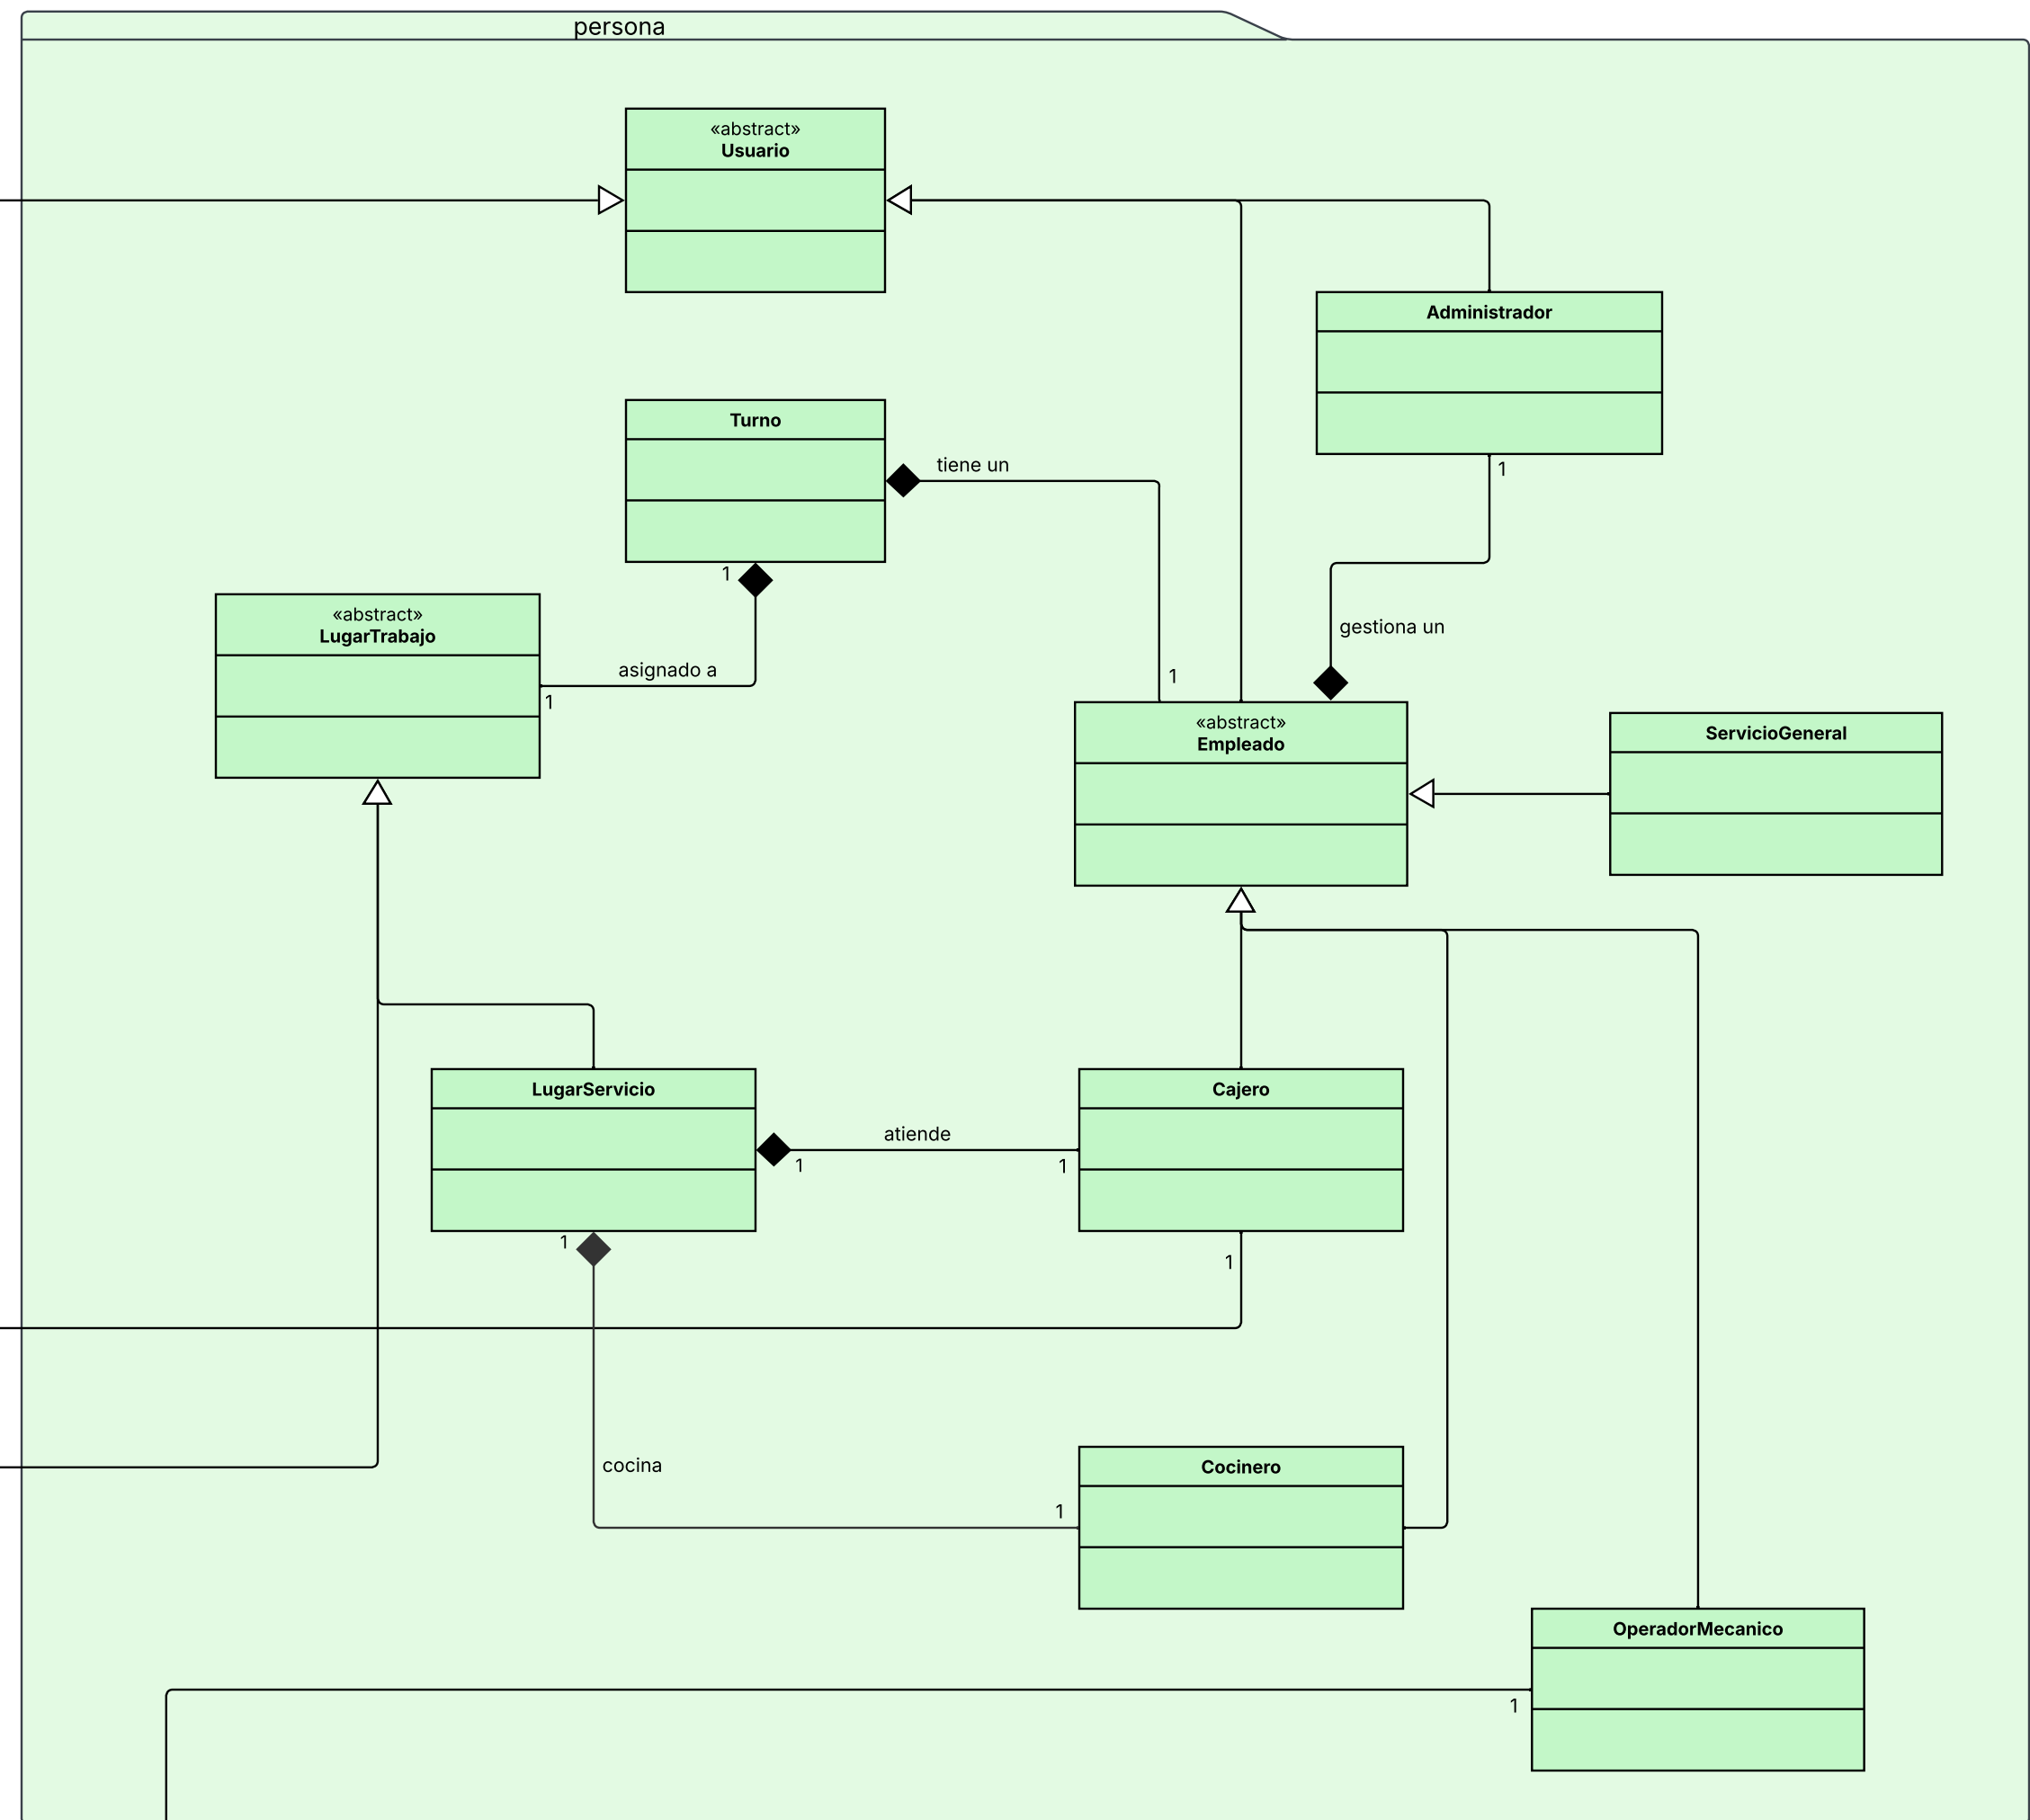 persona
«abstract»
Usuario
Administrador
1
Turno
tiene un
1
«abstract»
LugarTrabajo
asignado a
1
gestiona un
1
«abstract»
Empleado
ServicioGeneral
LugarServicio
atiende
1
1
Cajero
1
1
cocina
1
Cocinero
OperadorMecanico
1